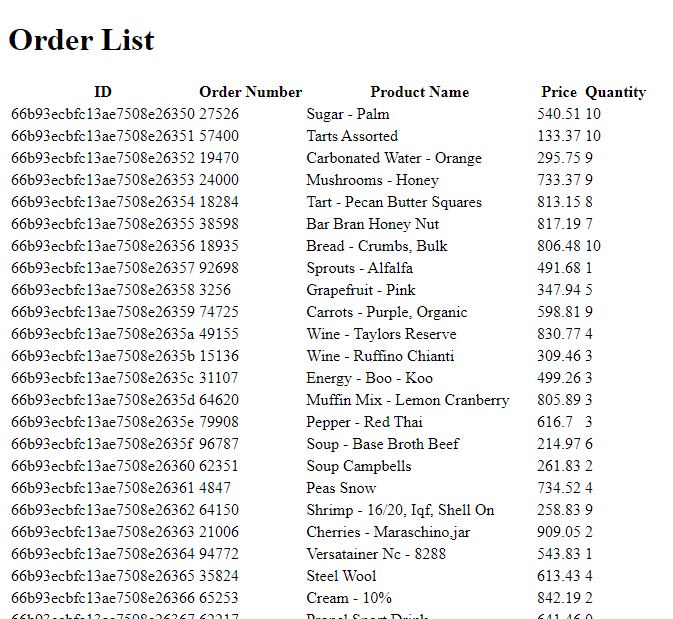 Order List
ID Order Number Product Name Price Quantity
66b93ecbfc13ae7508e26350 27526 Sugar - Palm 540.51 10
66b93ecbfc13ae7508e26351 57400 Tarts Assorted 133.37 10
66b93ecbfc13ae7508e26352 19470 Carbonated Water - Orange 295.75 9
66b93ecbfc13ae7508e26353 24000 Mushrooms - Honey 733.37 9
66b93ecbfc13ae7508e26354 18284 Tart - Pecan Butter Squares 813.15 8
66b93ecbfc13ae7508e26355 38598 Bar Bran Honey Nut 817.19 7
66b93ecbfc13ae7508e26356 18935 Bread - Crumbs, Bulk 806.48 10
66b93ecbfc13ae7508e26357 92698 Sprouts - Alfalfa 491.68 1
66b93ecbfc13ae7508e26358 3256 Grapefruit - Pink 347.94 5
66b93ecbfc13ae7508e26359 74725 Carrots - Purple, Organic 598.81 9
66b93ecbfc13ae7508e2635a 49155 Wine - Taylors Reserve 830.77 4
66b93ecbfc13ae7508e2635b 15136 Wine - Ruffino Chianti 309.46 3
66b93ecbfc13ae7508e2635c 31107 Energy - Boo - Koo 499.26 3
66b93ecbfc13ae7508e2635d 64620 Muffin Mix - Lemon Cranberry 805.89 3
66b93ecbfc13ae7508e2635e 79908 Pepper - Red Thai 616.7 3
66b93ecbfc13ae7508e2635f 96787 Soup - Base Broth Beef 214.97 6
66b93ecbfc13ae7508e26360 62351 Soup Campbells 261.83 2
66b93ecbfc13ae7508e26361 4847 Peas Snow 734.52 4
66b93ecbfc13ae7508e26362 64150 Shrimp - 16/20, Iqf, Shell On 258.83 9
66b93ecbfc13ae7508e26363 21006 Cherries - Maraschino,jar 909.05 2
66b93ecbfc13ae7508e26364 94772 Versatainer Nc - 8288 543.83 1
66b93ecbfc13ae7508e26365 35824 Steel Wool 613.43 4
66b93ecbfc13ae7508e26366 65253 Cream - 10% 842.19 2